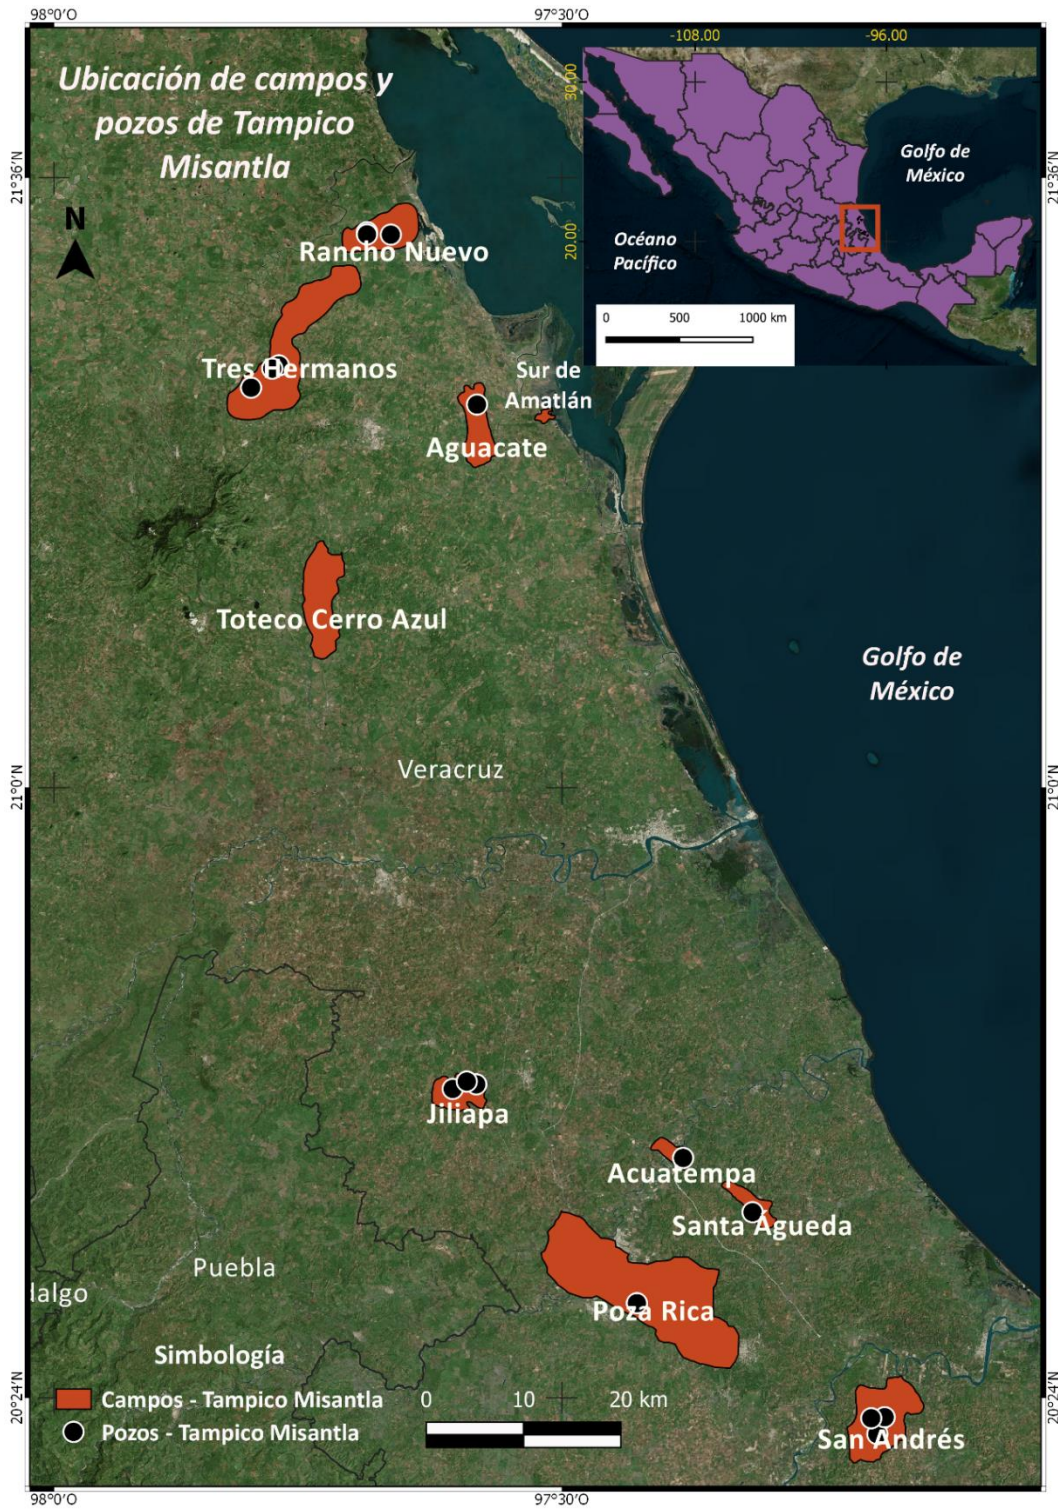 98°0'O
97°30'O
Ubicación de campos y
pozos de Tampico
Misantla
-108.00
-96.00
30.00
20.00
Golfo de
México
Océano
Pacífico
0 500 1000 km
21°36'N
21°36'N
N
Rancho Nuevo
Tres Hermanos
Sur de
Amatlán
Aguacate
Toteco Cerro Azul
Golfo de
México
Veracruz
21°0'N
21°0'N
Jiliapa
Acuatempa
Santa Águeda
Puebla
dalgo
Poza Rica
Simbología
Campos - Tampico Misantla
Pozos - Tampico Misantla
0 10 20 km
San Andrés
20°24'N
20°24'N
98°0'O
97°30'O